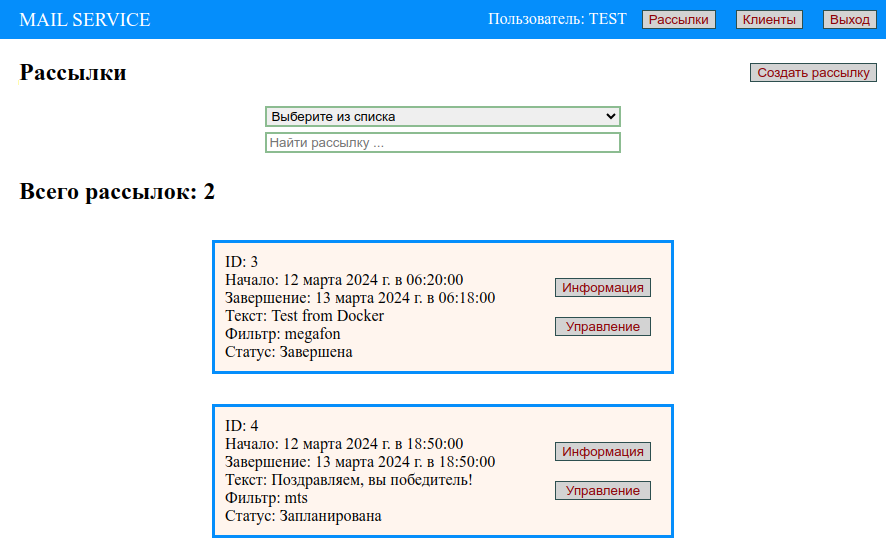 MAIL SERVICE
Пользователь: TEST
Рассылки
Клиенты
Выход
Рассылки
Создать рассылку
Выберите из списка
Найти рассылку ...
Всего рассылок: 2
ID: 3
Начало: 12 марта 2024 г. в 06:20:00
Завершение: 13 марта 2024 г. в 06:18:00
Текст: Test from Docker
Фильтр: megafon
Статус: Завершена
Информация
Управление
ID: 4
Начало: 12 марта 2024 г. в 18:50:00
Завершение: 13 марта 2024 г. в 18:50:00
Текст: Поздравляем, вы победитель!
Фильтр: mts
Статус: Запланирована
Информация
Управление